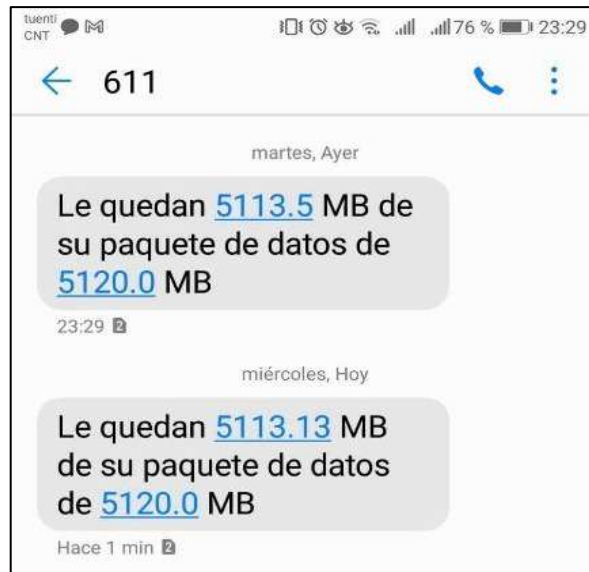 tuenti
CNT
76 % 23:29
611
martes, Ayer
Le quedan 5113.5 MB de
su paquete de datos de
5120.0 MB
23:29 2
miércoles, Hoy
Le quedan 5113.13 MB
de su paquete de datos
de 5120.0 MB
Hace 1 min 2